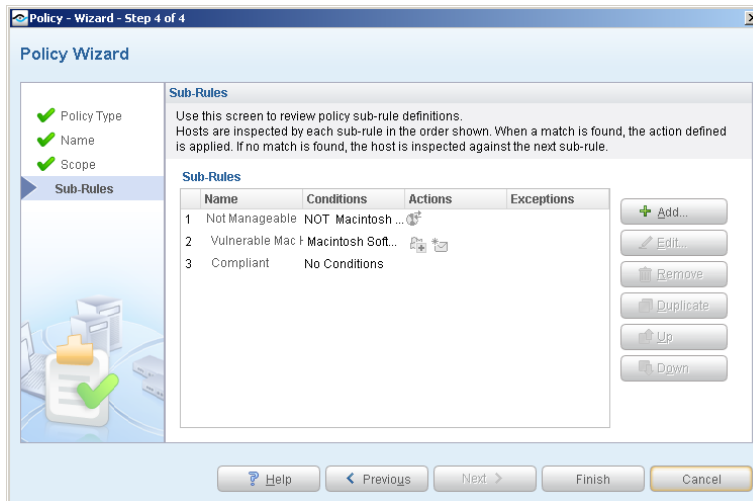 Policy - Wizard - Step 4 of 4
Policy Wizard
Policy Type
Name
Scope
Sub-Rules
Sub-Rules
Use this screen to review policy sub-rule definitions.
Hosts are inspected by each sub-rule in the order shown. When a match is found, the action defined
is applied. If no match is found, the host is inspected against the next sub-rule.
Sub-Rules
Name Conditions Actions Exceptions
1 Not Manageable NOT Macintosh ...
2 Vulnerable Mac Macintosh Soft...
3 Compliant No Conditions
Add...
Edit...
Remove
Duplicate
Up
Down
Help
Previous
Next
Finish
Cancel